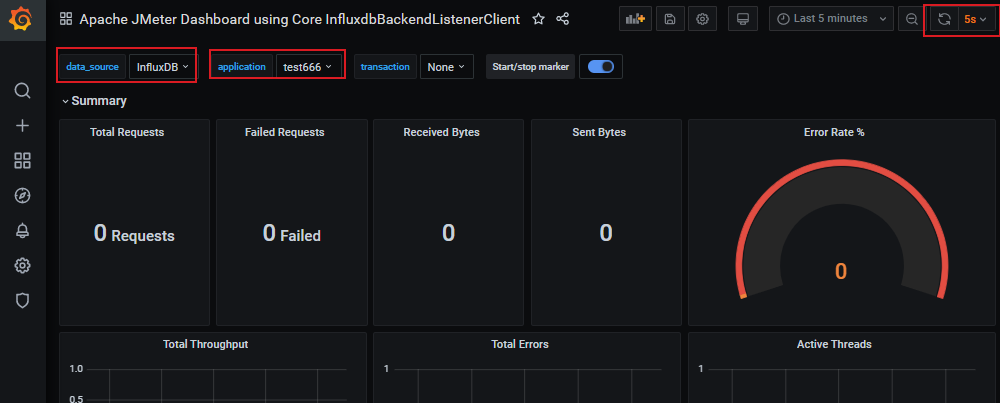 Apache JMeter Dashboard using Core InfluxdbBackendListenerClient
Last 5 minutes
5s
data_source InfluxDB application test666 transaction None Start/stop marker
Summary
Total Requests Failed Requests Received Bytes Sent Bytes Error Rate %
0 Requests 0 Failed 0 0
0
Total Throughput Total Errors Active Threads
1.0 1 1
0.5